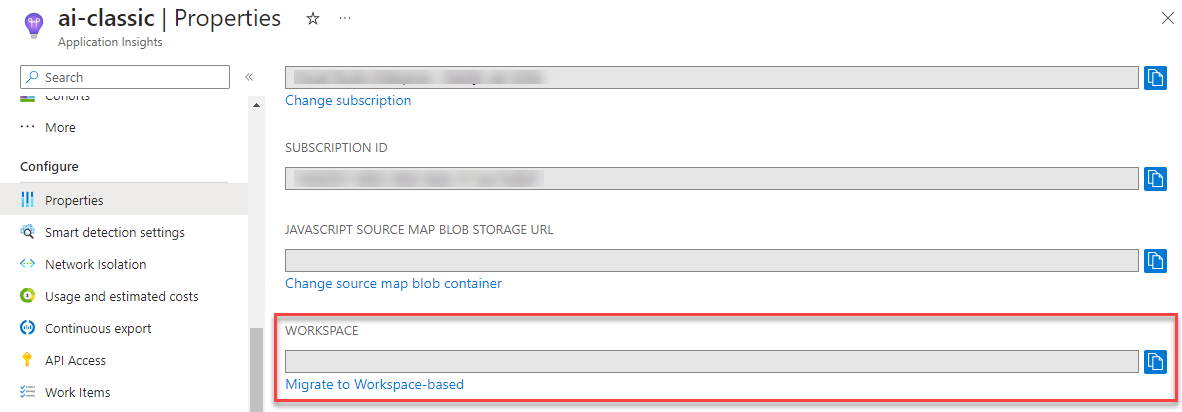 ai-classic | Properties
Application Insights
Search
Cohorts
More
Configure
Properties
Smart detection settings
Network Isolation
Usage and estimated costs
Continuous export
API Access
Work Items
Change subscription
SUBSCRIPTION ID
JAVASCRIPT SOURCE MAP BLOB STORAGE URL
Change source map blob container
WORKSPACE
Migrate to Workspace-based